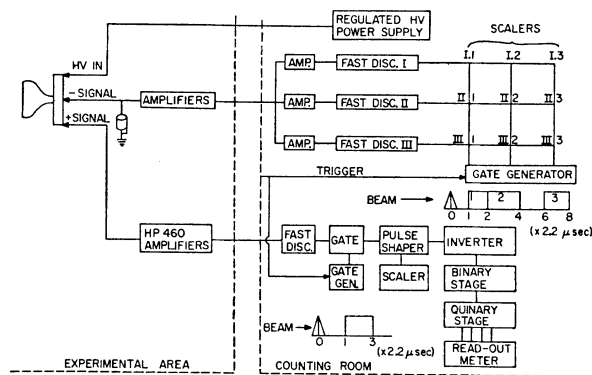 REGULATED HV
POWER SUPPLY
SCALERS
HV IN
I.1 I.2 I.3
AMP. FAST DISC. I
-SIGNAL
AMPLIFIERS
AMP. FAST DISC. II
II 1 II 2 II 3
+SIGNAL
AMP. FAST DISC. III
III 1 III 2 III 3
TRIGGER
GATE GENERATOR
BEAM
1 2 3
0 1 2 4 6 8
(x2.2 μsec)
HP 460
AMPLIFIERS
FAST
DISC.
GATE
PULSE
SHAPER
INVERTER
GATE
GEN.
SCALER
BINARY
STAGE
QUINARY
STAGE
BEAM
0 1 3
(x2.2 μsec)
READ-OUT
METER
EXPERIMENTAL AREA
COUNTING ROOM